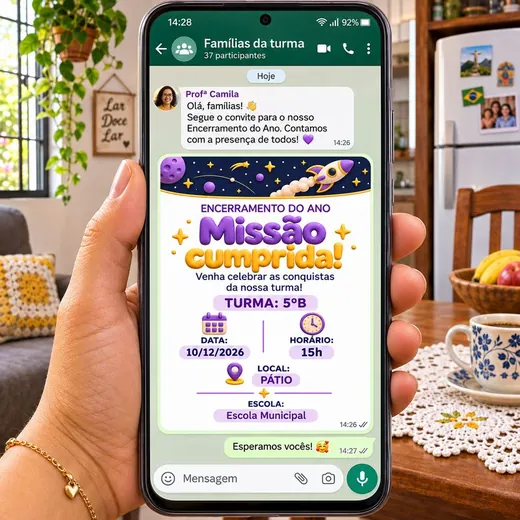 14:28
92%
Famílias da turma
37 participantes
Hoje
Profª Camila
Olá, famílias! 👋
Segue o convite para o nosso
Encerramento do Ano. Contamos
com a presença de todos! 💜
14:26
ENCERRAMENTO DO ANO
Missão
cumprida!
Venha celebrar as conquistas
da nossa turma!
TURMA: 5ºB
DATA:
10/12/2026
HORÁRIO:
15h
LOCAL:
PÁTIO
ESCOLA:
Escola Municipal
14:26
Esperamos vocês! 🥰
14:27
Mensagem
Lar
Doce
Lar